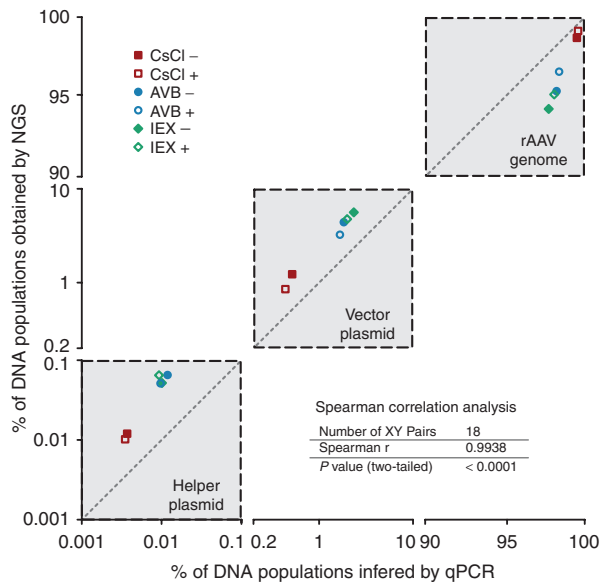 % of DNA populations obtained by NGS
100
95
90
10
1
0.2
0.1
0.01
0.001
CsCl −
CsCl +
AVB −
AVB +
IEX −
IEX +
rAAV
genome
Vector
plasmid
Helper
plasmid
Spearman correlation analysis
Number of XY Pairs 18
Spearman r 0.9938
P value (two-tailed) < 0.0001
0.001 0.01 0.1 0.2 1 10 90 95 100
% of DNA populations infered by qPCR